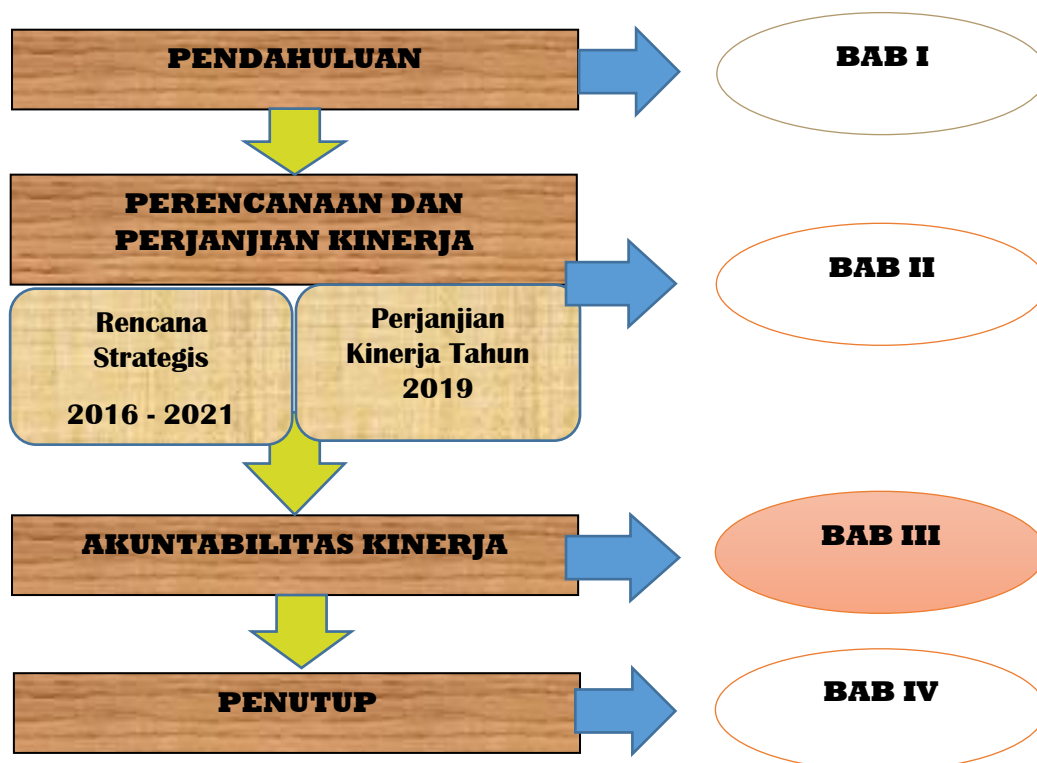 PENDAHULUAN
BAB I
PERENCANAAN DAN
PERJANJIAN KINERJA
BAB II
Rencana
Strategis
2016 - 2021
Perjanjian
Kinerja Tahun
2019
AKUNTABILITAS KINERJA
BAB III
PENUTUP
BAB IV